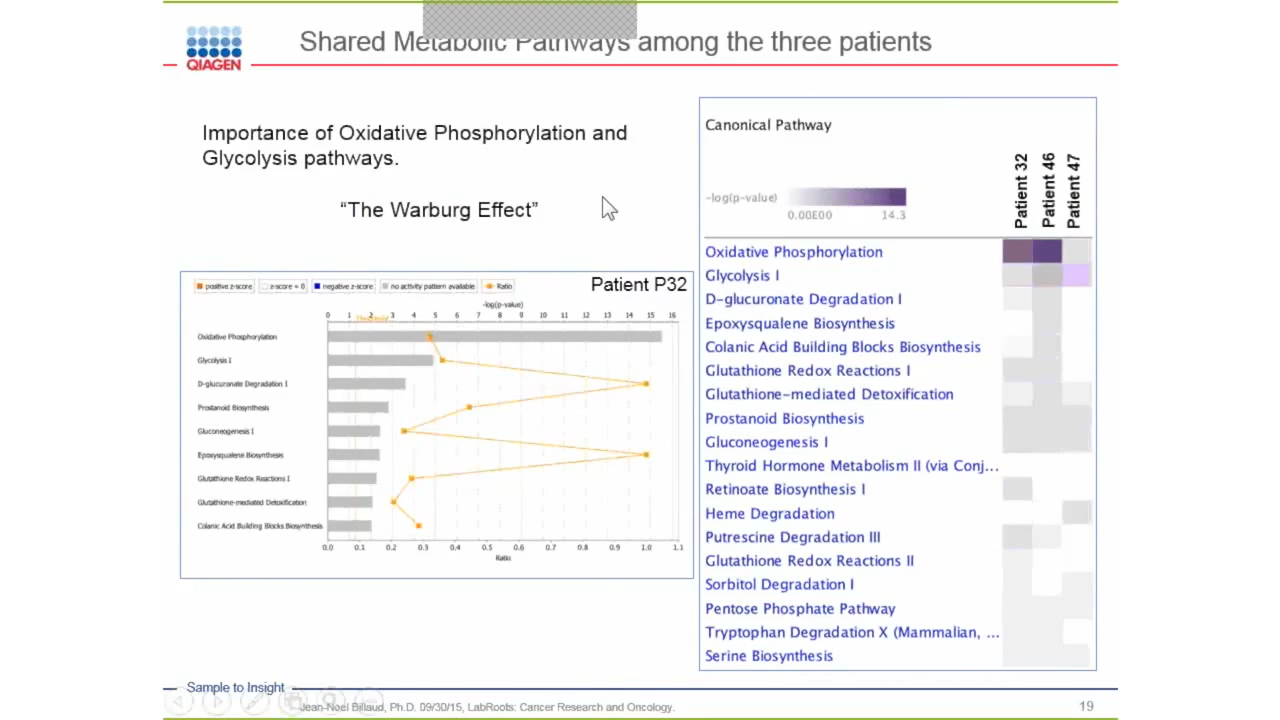 QIAGEN
Shared Metabolic Pathways among the three patients
Importance of Oxidative Phosphorylation and
Glycolysis pathways.
“The Warburg Effect”
positive z-score z-score = 0 negative z-score no activity pattern available Ratio
Patient P32
-log(p-value)
0 1 2 3 4 5 6 7 8 9 10 11 12 13 14 15 16
Threshold
Oxidative Phosphorylation
Glycolysis I
D-glucuronate Degradation I
Prostanoid Biosynthesis
Gluconeogenesis I
Epoxysqualene Biosynthesis
Glutathione Redox Reactions I
Glutathione-mediated Detoxification
Colanic Acid Building Blocks Biosynthesis
0.0 0.1 0.2 0.3 0.4 0.5 0.6 0.7 0.8 0.9 1.0 1.1
Ratio
Canonical Pathway
Patient 32
Patient 46
Patient 47
-log(p-value)
0.00E00 14.3
Oxidative Phosphorylation
Glycolysis I
D-glucuronate Degradation I
Epoxysqualene Biosynthesis
Colanic Acid Building Blocks Biosynthesis
Glutathione Redox Reactions I
Glutathione-mediated Detoxification
Prostanoid Biosynthesis
Gluconeogenesis I
Thyroid Hormone Metabolism II (via Conj...
Retinoate Biosynthesis I
Heme Degradation
Putrescine Degradation III
Glutathione Redox Reactions II
Sorbitol Degradation I
Pentose Phosphate Pathway
Tryptophan Degradation X (Mammalian, ...
Serine Biosynthesis
Sample to Insight
Jean-Noel Billaud, Ph.D. 09/30/15, LabRoots: Cancer Research and Oncology.
19